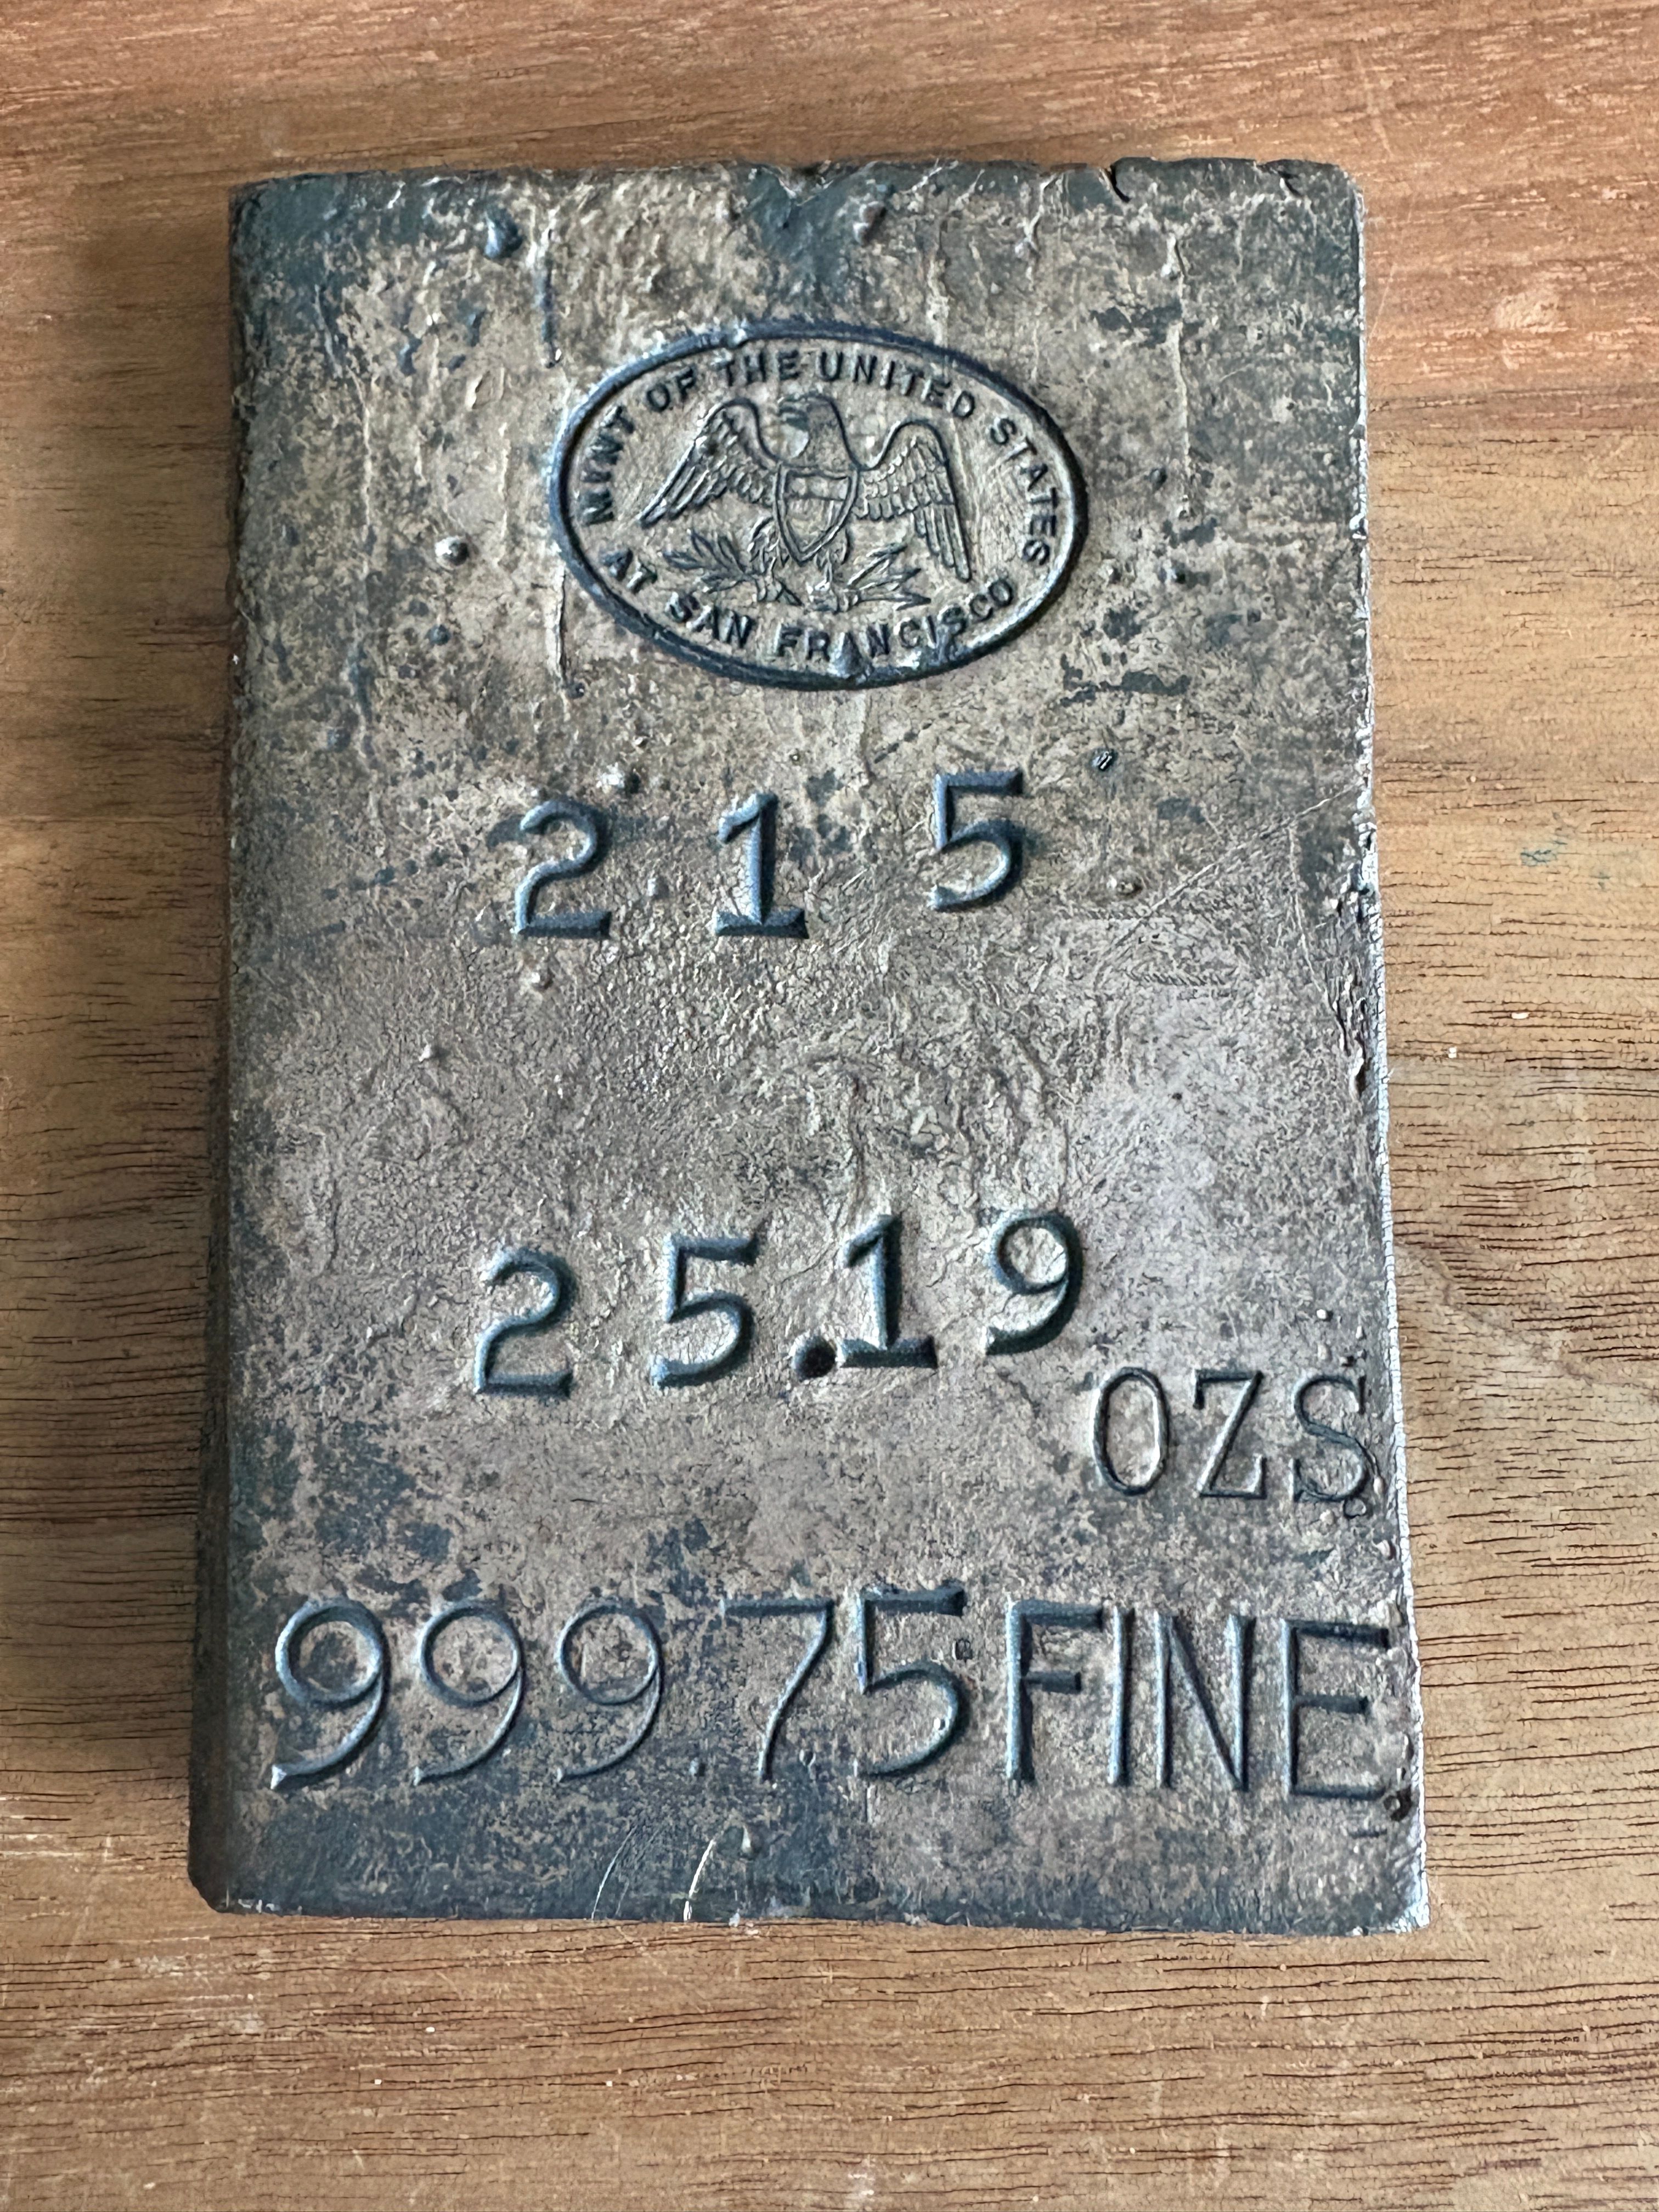 MINT OF THE UNITED STATES
AT SAN FRANCISCO
215
25.19
OZS
999.75 FINE